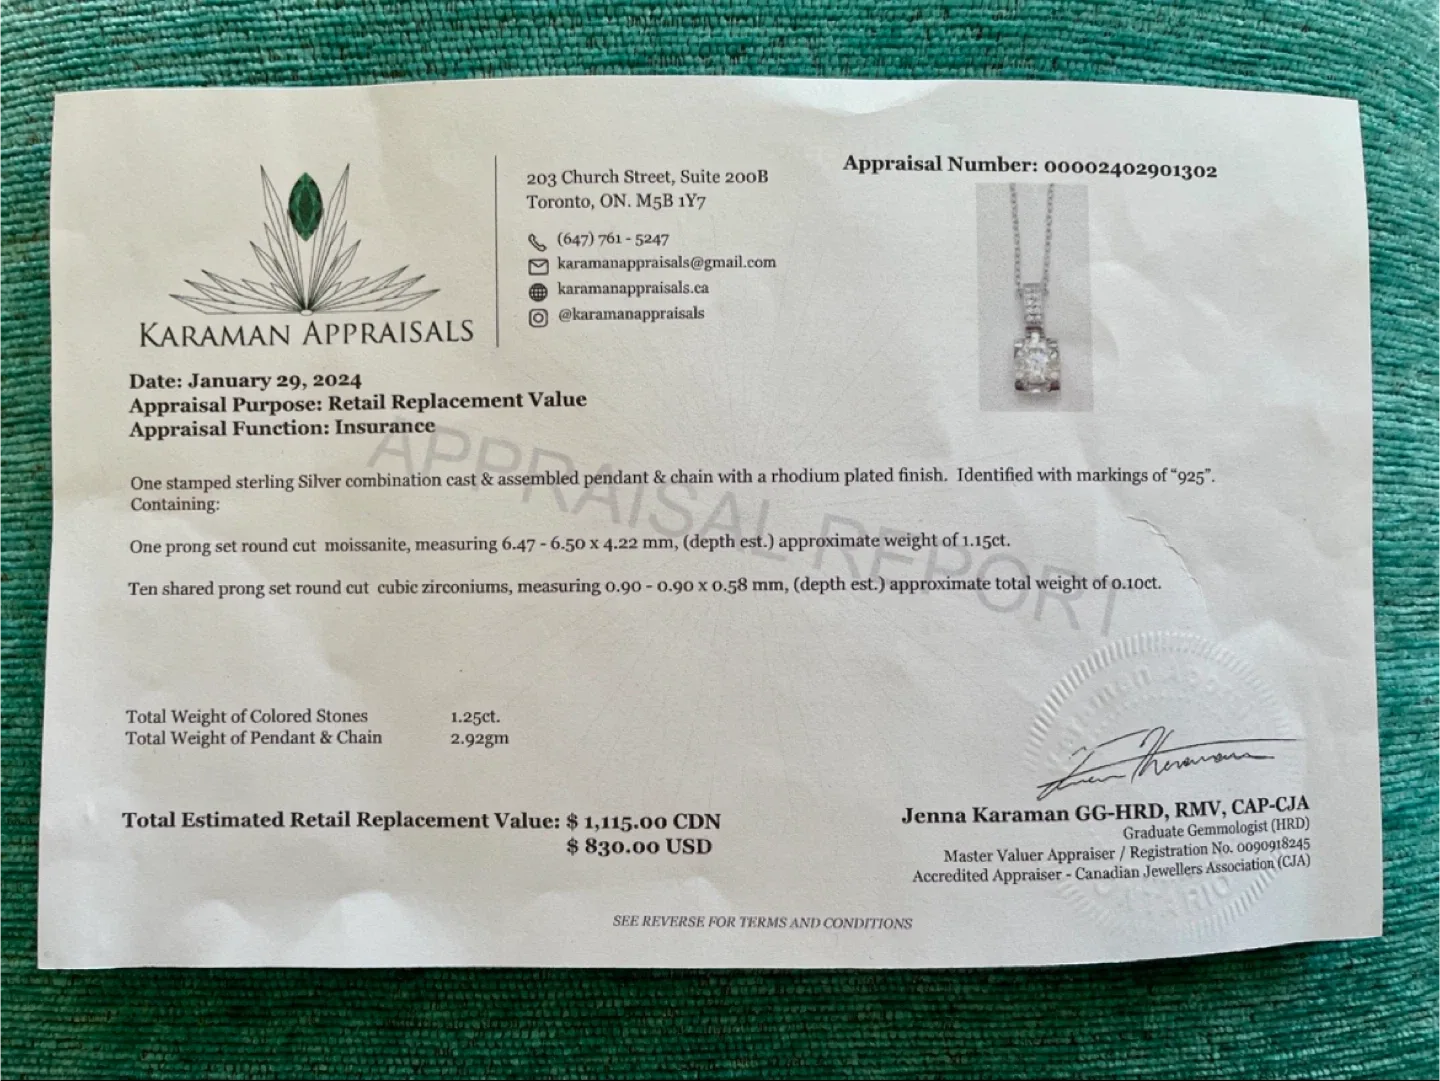 KARAMAN APPRAISALS
203 Church Street, Suite 200B
Toronto, ON. M5B 1Y7
(647) 761 - 5247
karamanappraisals@gmail.com
karamanappraisals.ca
@karamanappraisals
Appraisal Number: 00002402901302
Date: January 29, 2024
Appraisal Purpose: Retail Replacement Value
Appraisal Function: Insurance
APPRAISAL REPORT
One stamped sterling Silver combination cast & assembled pendant & chain with a rhodium plated finish. Identified with markings of “925”.
Containing:
One prong set round cut moissanite, measuring 6.47 - 6.50 x 4.22 mm, (depth est.) approximate weight of 1.15ct.
Ten shared prong set round cut cubic zirconiums, measuring 0.90 - 0.90 x 0.58 mm, (depth est.) approximate total weight of 0.10ct.
Total Weight of Colored Stones 1.25ct.
Total Weight of Pendant & Chain 2.92gm
Total Estimated Retail Replacement Value: $ 1,115.00 CDN
$ 830.00 USD
Jenna Karaman GG-HRD, RMV, CAP-CJA
Graduate Gemmologist (HRD)
Master Valuer Appraiser / Registration No. 0090918245
Accredited Appraiser - Canadian Jewellers Association (CJA)
SEE REVERSE FOR TERMS AND CONDITIONS